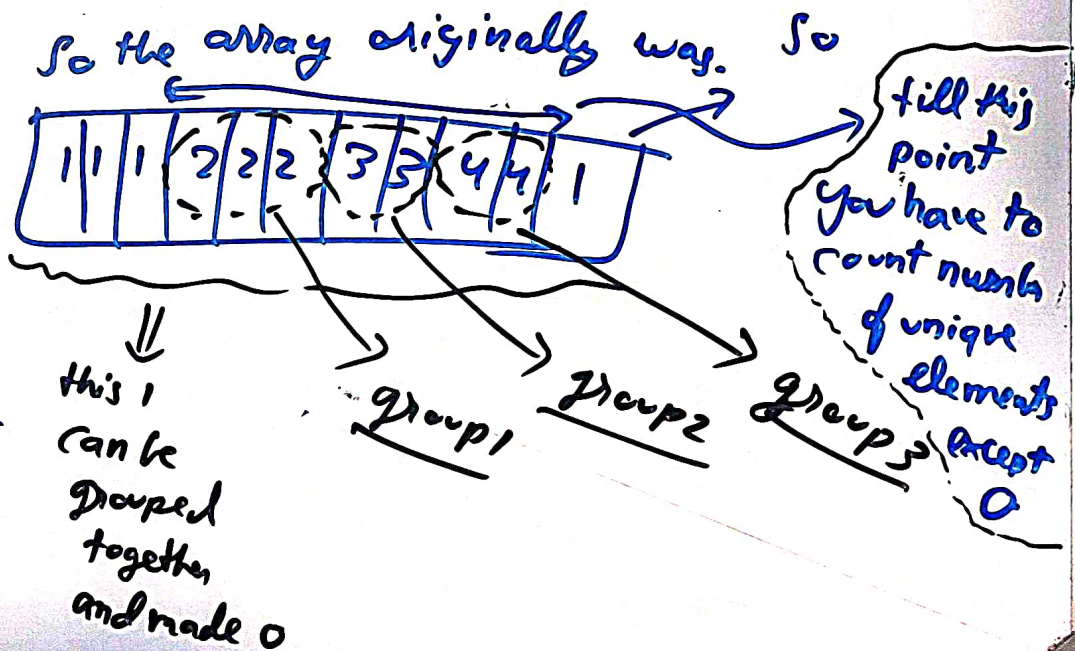 So the array originally was. So
1 1 1 2 2 2 3 3 4 4 1
till this
point
you have to
count number
of unique
elements
except
0
group1
group2
group3
this 1
can be
grouped
together
and made 0